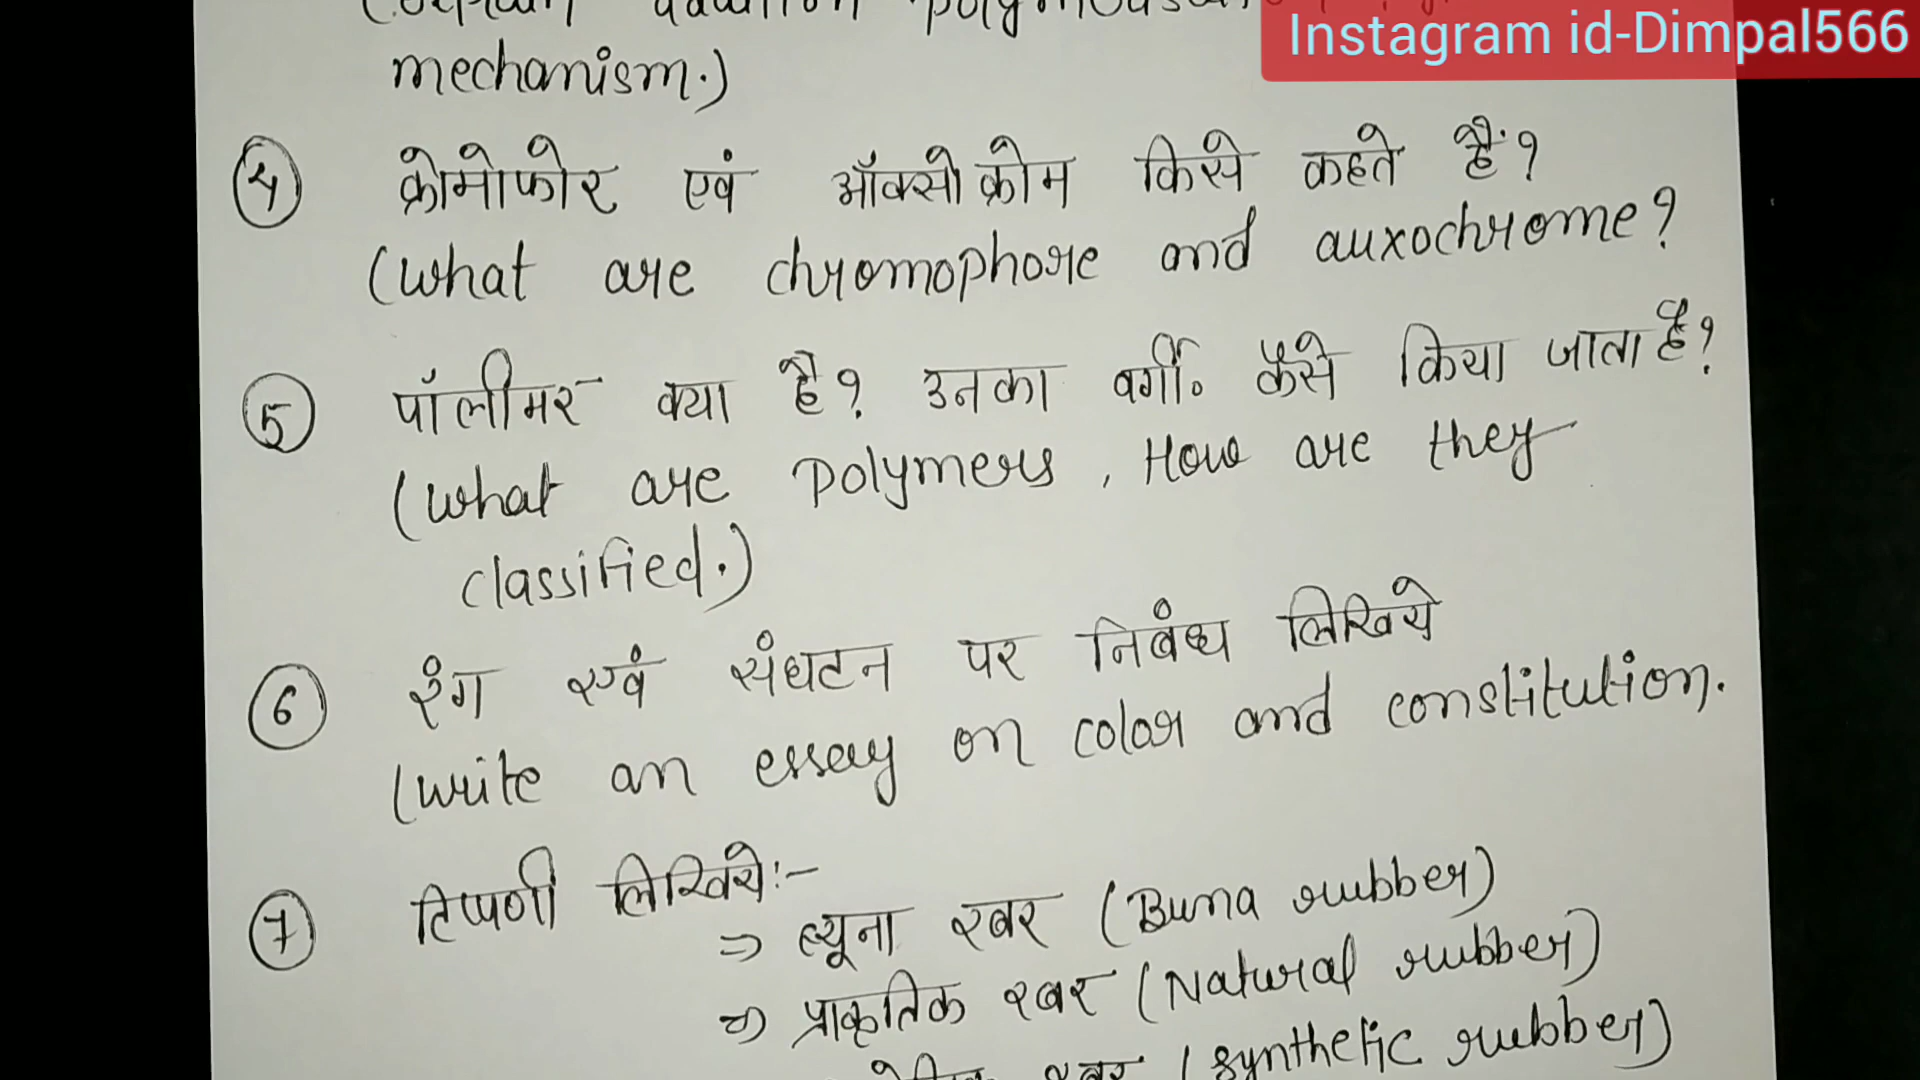 Instagram id-Dimpal566
mechanism.)
4 क्रोमोफोर एवं ऑक्सोक्रोम किसे कहते हैं?
(What are chromophore and auxochrome?
5 पॉलीमर क्या है? उनका वर्गी० कैसे किया जाता है?
(what are polymers, How are they
classified.)
6 रंग एवं संघटन पर निबंध लिखिये
(write an essay on color and constitution.
7 टिप्पणी लिखिये:-
⇒ ब्यूना रबर (Buna rubber)
⇒ प्राकृतिक रबर (Natural rubber)
रबर (synthetic rubber)